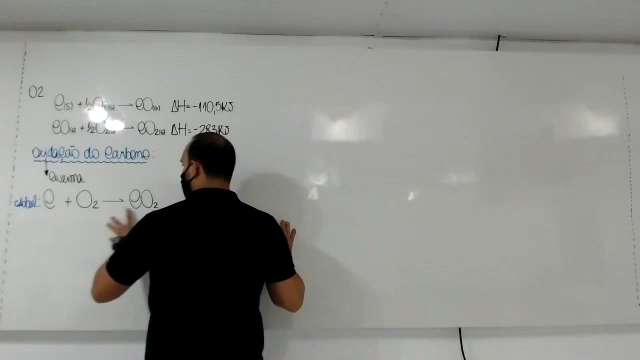 02
C(s) + ½O₂(g) → CO(g) ΔH = -110,5KJ
CO(g) + ½O₂(g) → CO₂(g) ΔH = -283KJ
Oxidação do Carbono:
Queima
Global: C + O₂ → CO₂